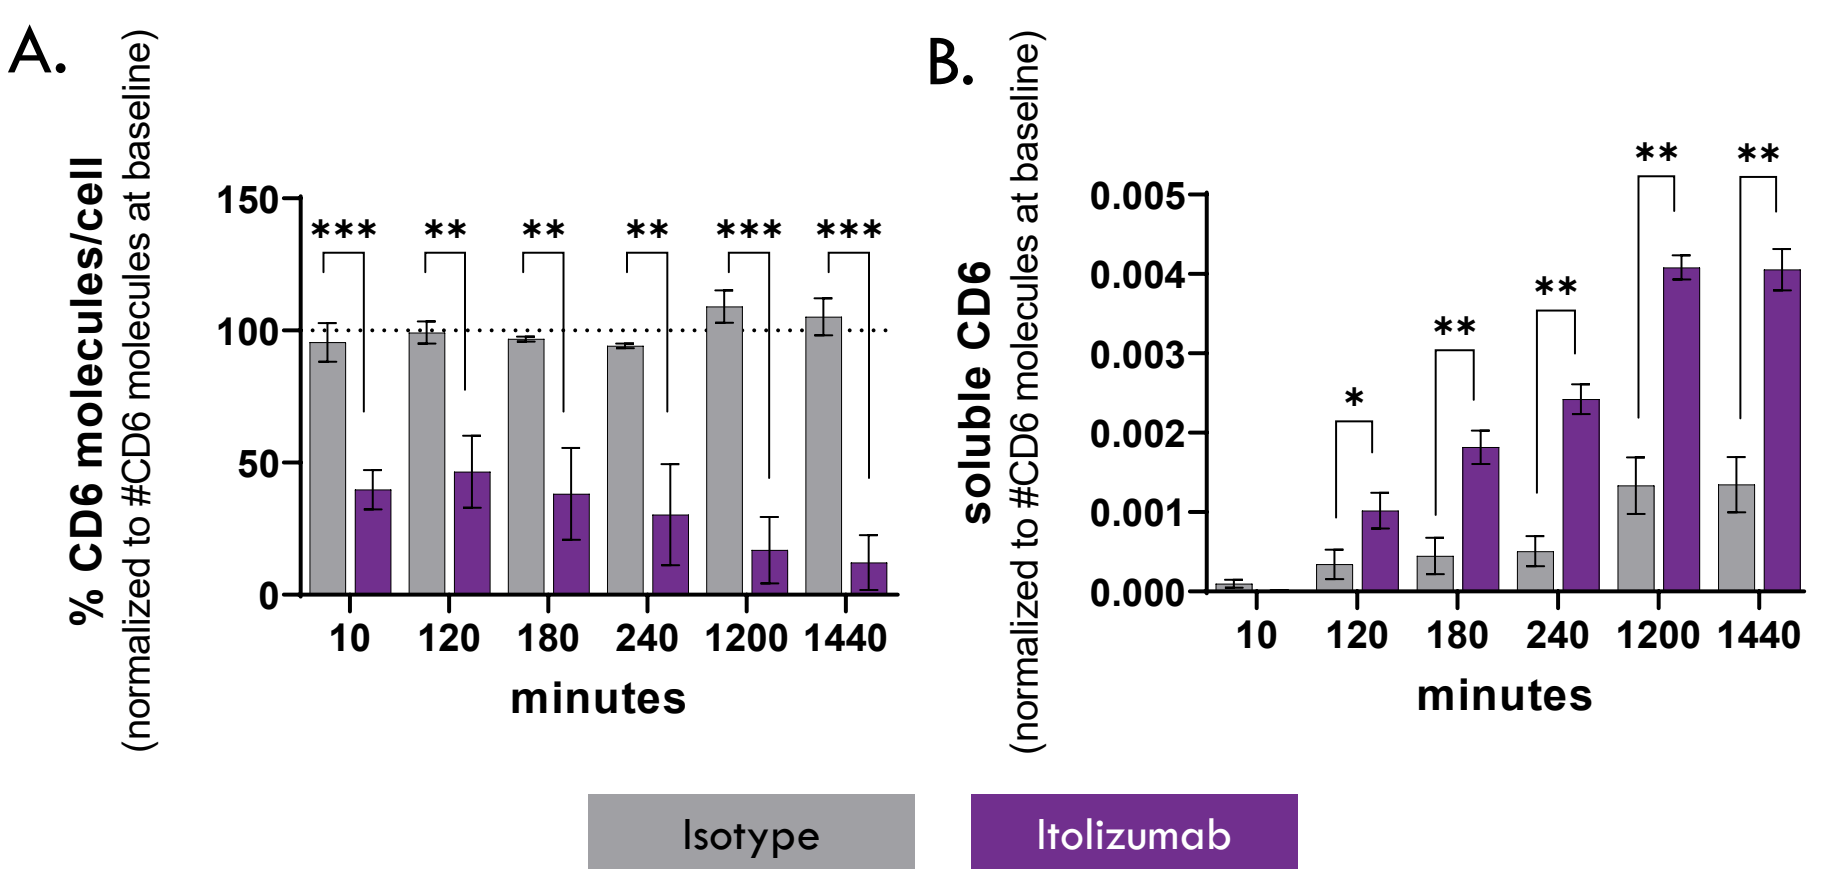 A.
% CD6 molecules/cell
(normalized to #CD6 molecules at baseline)
150
100
50
0
***
**
**
**
***
***
10 120 180 240 1200 1440
minutes
B.
soluble CD6
(normalized to #CD6 molecules at baseline)
0.005
0.004
0.003
0.002
0.001
0.000
*
**
**
**
**
10 120 180 240 1200 1440
minutes
Isotype
Itolizumab